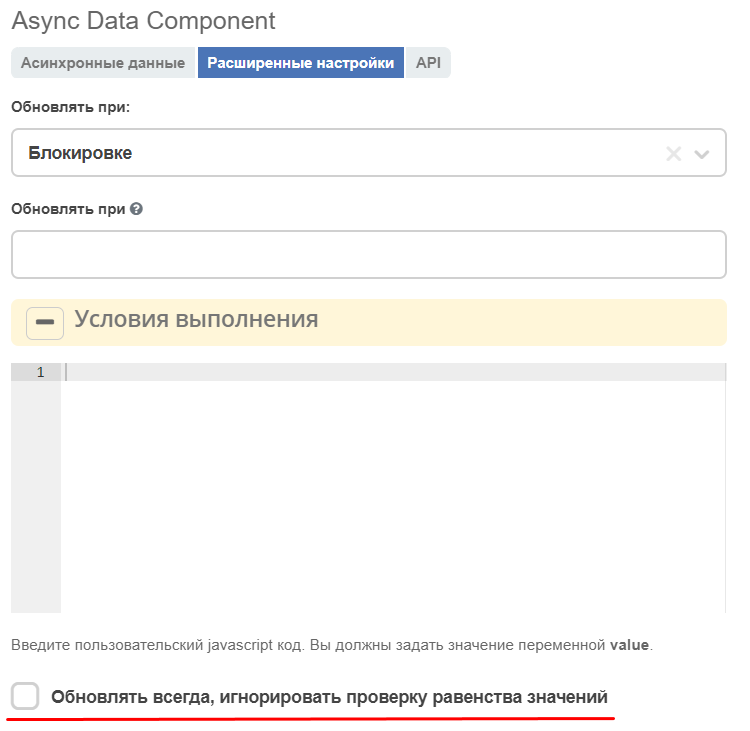 Async Data Component
Асинхронные данные Расширенные настройки API
Обновлять при:
Блокировке
Обновлять при
Условия выполнения
1
Введите пользовательский javascript код. Вы должны задать значение переменной value.
Обновлять всегда, игнорировать проверку равенства значений